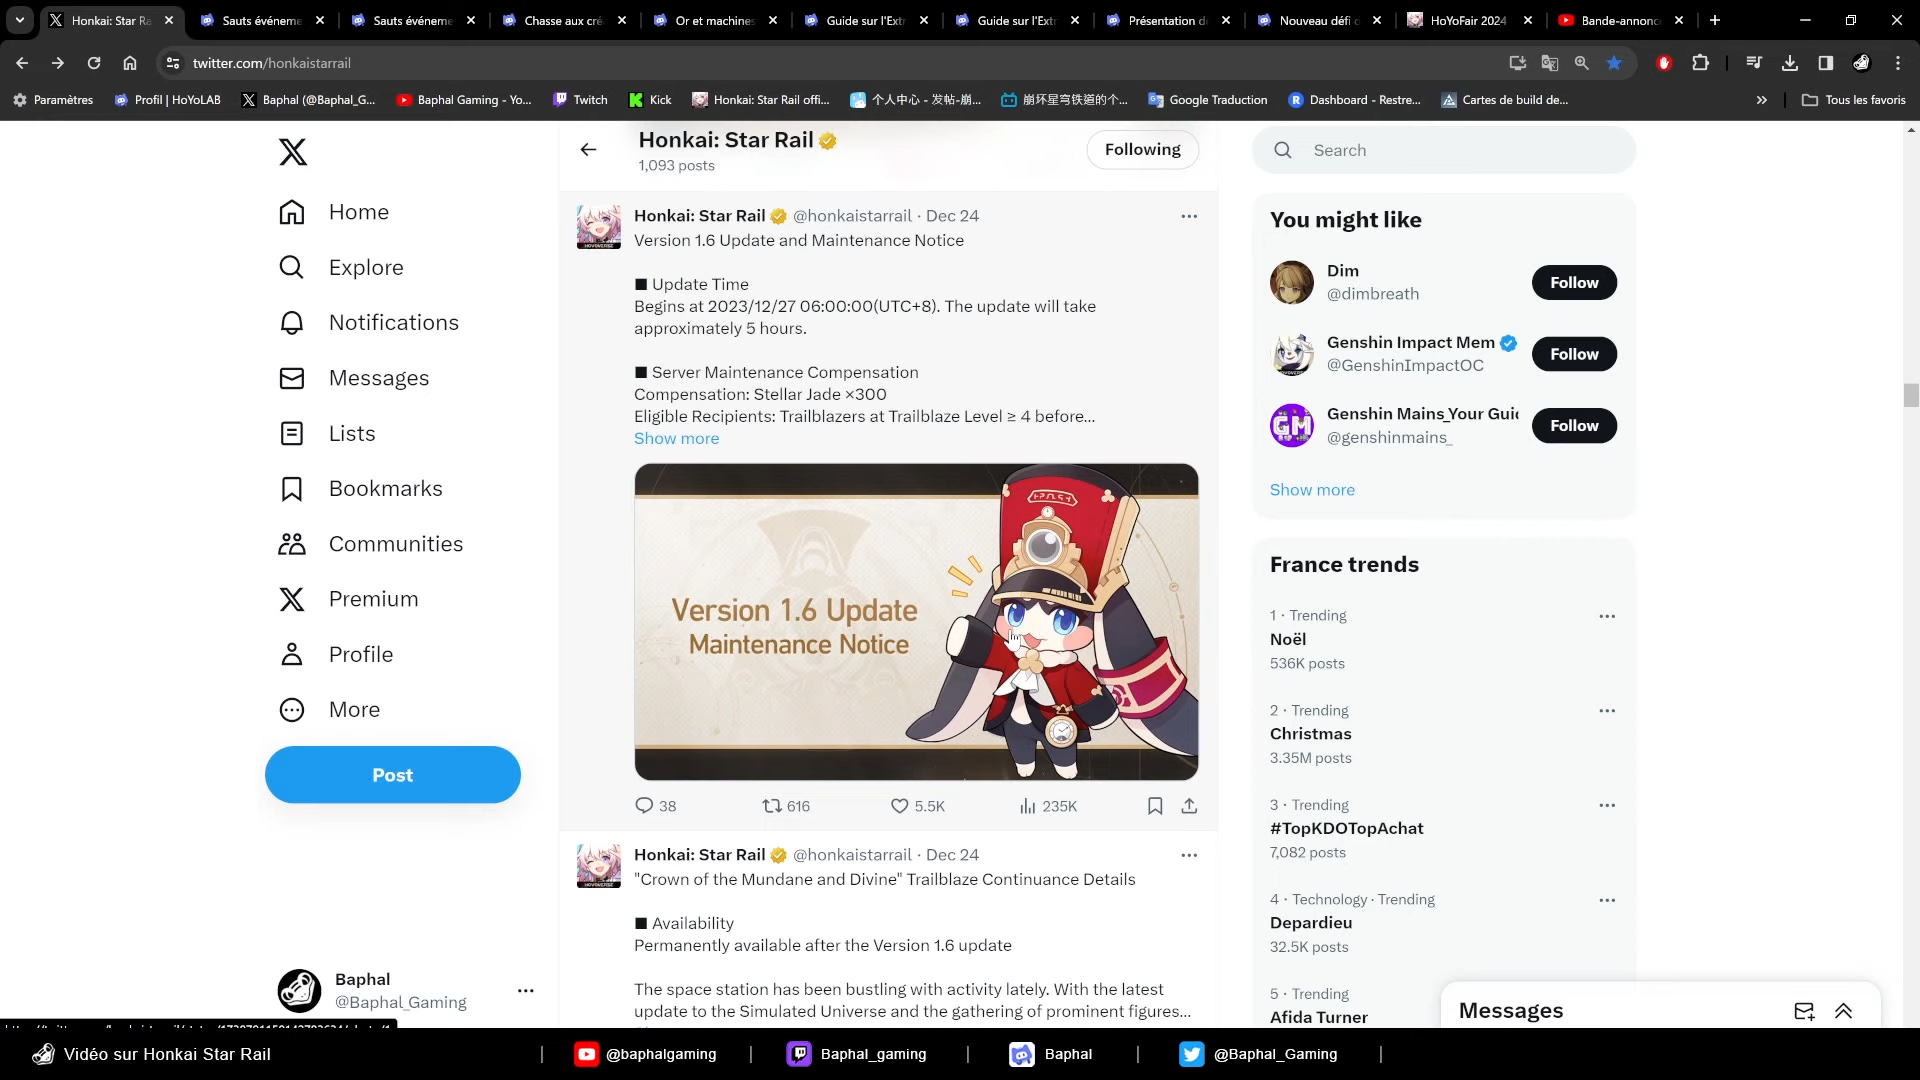 Honkai: Star Ra
Sauts événeme
Sauts événeme
Chasse aux cré
Or et machines
Guide sur l'Ext
Guide sur l'Ext
Présentation d
Nouveau défi d
HoYoFair 2024
Bande-annonc
twitter.com/honkaistarrail
Paramètres
Profil | HoYoLAB
Baphal (@Baphal_G...
Baphal Gaming - Yo...
Twitch
Kick
Honkai: Star Rail offi...
个人中心 - 发帖-崩...
崩坏星穹铁道的个...
Google Traduction
Dashboard - Restre...
Cartes de build de...
Tous les favoris
Home
Explore
Notifications
Messages
Lists
Bookmarks
Communities
Premium
Profile
More
Post
Baphal
@Baphal_Gaming
Honkai: Star Rail
1,093 posts
Following
Honkai: Star Rail @honkaistarrail · Dec 24
Version 1.6 Update and Maintenance Notice
■ Update Time
Begins at 2023/12/27 06:00:00(UTC+8). The update will take
approximately 5 hours.
■ Server Maintenance Compensation
Compensation: Stellar Jade ×300
Eligible Recipients: Trailblazers at Trailblaze Level ≥ 4 before...
Show more
Version 1.6 Update
Maintenance Notice
38
616
5.5K
235K
Honkai: Star Rail @honkaistarrail · Dec 24
"Crown of the Mundane and Divine" Trailblaze Continuance Details
■ Availability
Permanently available after the Version 1.6 update
The space station has been bustling with activity lately. With the latest
update to the Simulated Universe and the gathering of prominent figures...
Search
You might like
Dim
@dimbreath
Follow
Genshin Impact Mem
@GenshinImpactOC
Follow
GM
Genshin Mains_Your Gui
@genshinmains_
Follow
Show more
France trends
1 · Trending
Noël
536K posts
2 · Trending
Christmas
3.35M posts
3 · Trending
#TopKDOTopAchat
7,082 posts
4 · Technology · Trending
Depardieu
32.5K posts
5 · Trending
Afida Turner
Messages
Vidéo sur Honkai Star Rail
@baphalgaming
Baphal_gaming
Baphal
@Baphal_Gaming